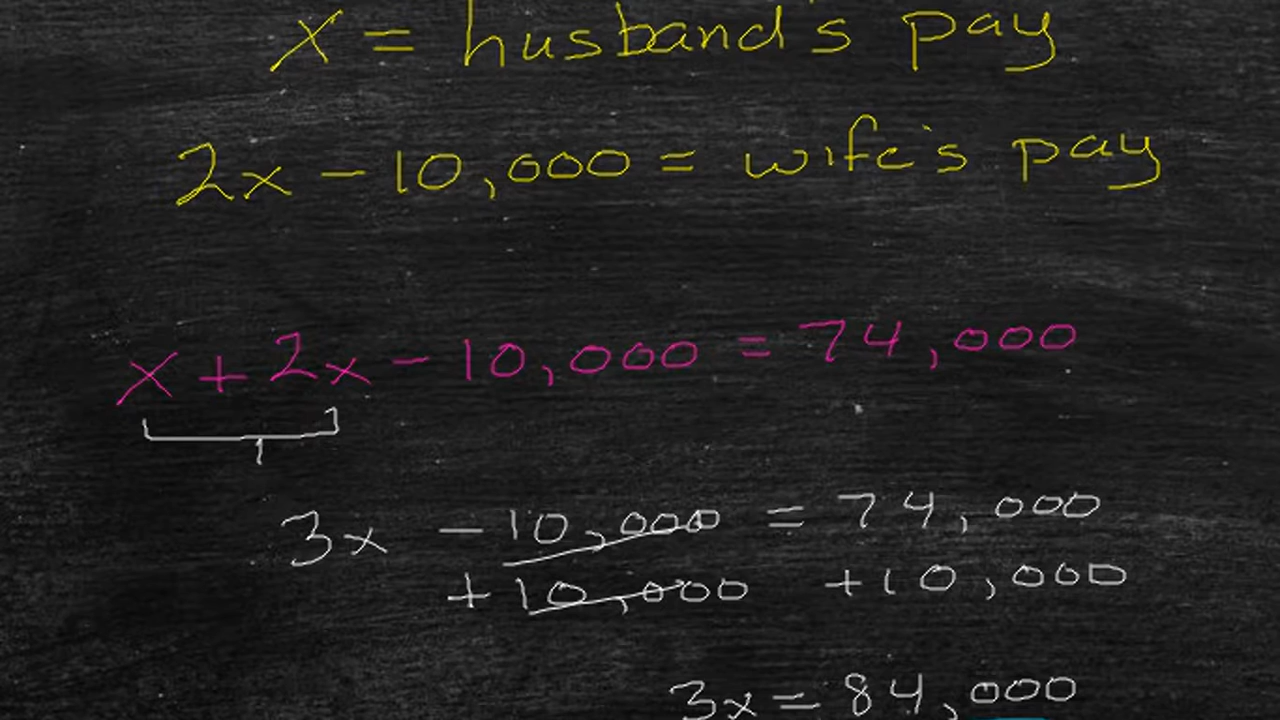 x = husband's pay
2x - 10,000 = wife's pay
x + 2x - 10,000 = 74,000
3x - 10,000 = 74,000
+10,000 +10,000
3x = 84,000